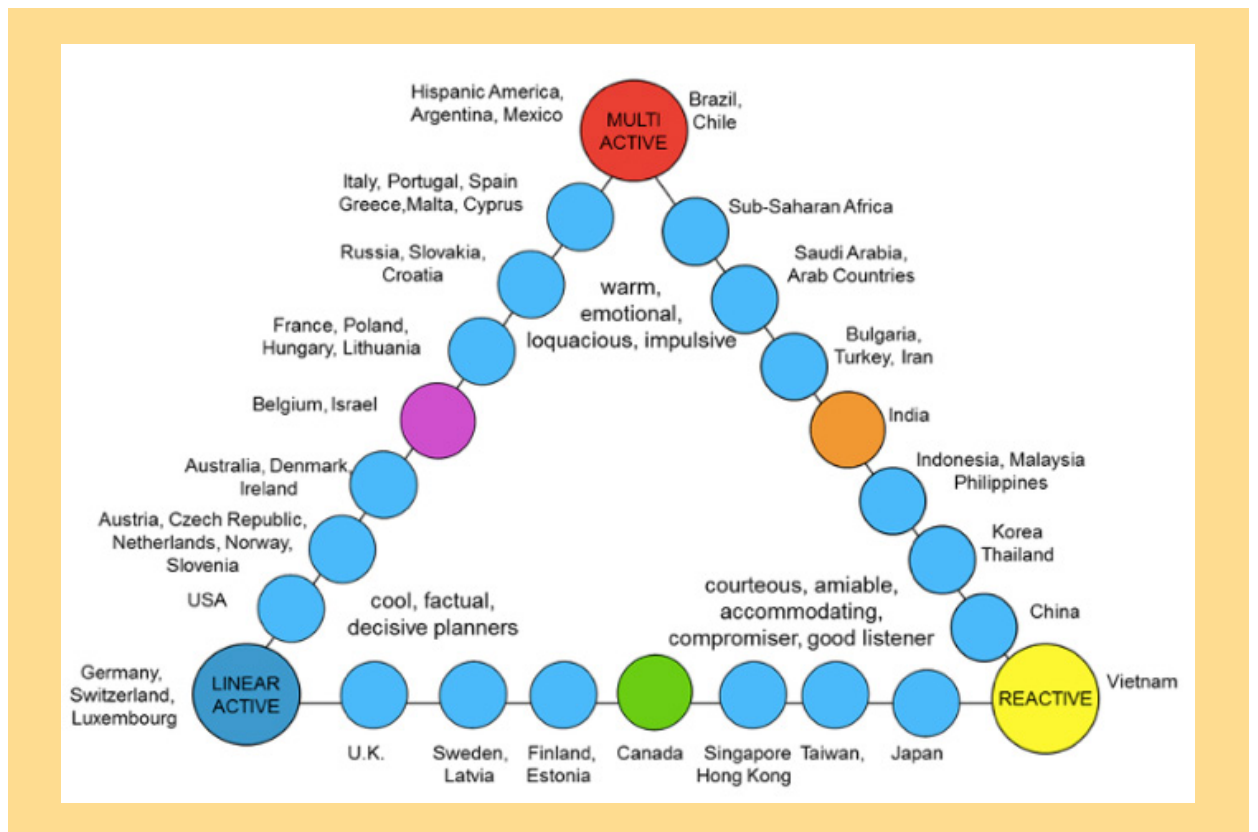 Hispanic America,
Argentina, Mexico
MULTI
ACTIVE
Brazil,
Chile
Italy, Portugal, Spain
Greece,Malta, Cyprus
Sub-Saharan Africa
Russia, Slovakia,
Croatia
Saudi Arabia,
Arab Countries
warm,
emotional,
loquacious, impulsive
France, Poland,
Hungary, Lithuania
Bulgaria,
Turkey, Iran
Belgium, Israel
India
Australia, Denmark,
Ireland
Indonesia, Malaysia
Philippines
Austria, Czech Republic,
Netherlands, Norway,
Slovenia
Korea
Thailand
USA
cool, factual,
decisive planners
courteous, amiable,
accommodating,
compromiser, good listener
China
Germany,
Switzerland,
Luxembourg
LINEAR
ACTIVE
REACTIVE
Vietnam
U.K.
Sweden,
Latvia
Finland,
Estonia
Canada
Singapore
Hong Kong
Taiwan,
Japan